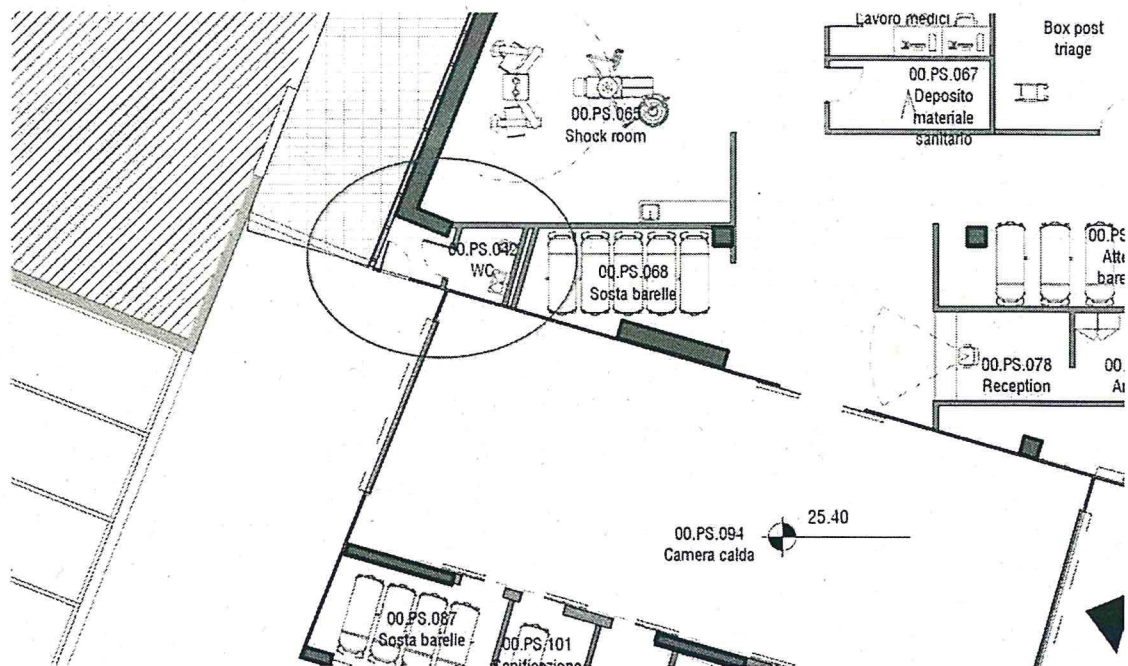 Lavoro medici
Box post
triage
00.PS.067
Deposito
materiale
sanitario
00.PS.065
Shock room
00.PS.042
WC
00.PS.068
Sosta barelle
00.PS.078
Reception
25.40
00.PS.094
Camera calda
00.PS.087
Sosta barelle
00.PS.101